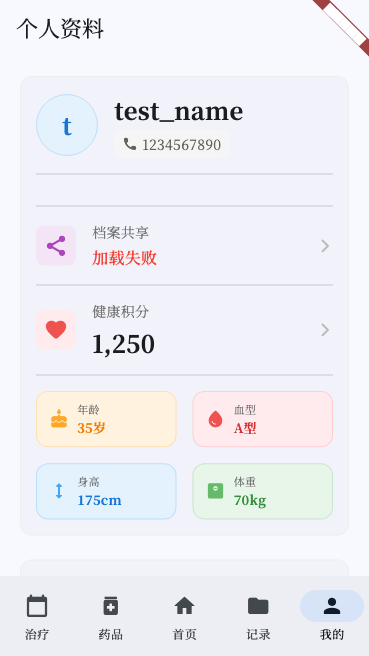 个人资料
t
test_name
1234567890
档案共享
加载失败
健康积分
1,250
年龄
35岁
血型
A型
身高
175cm
体重
70kg
治疗
药品
首页
记录
我的